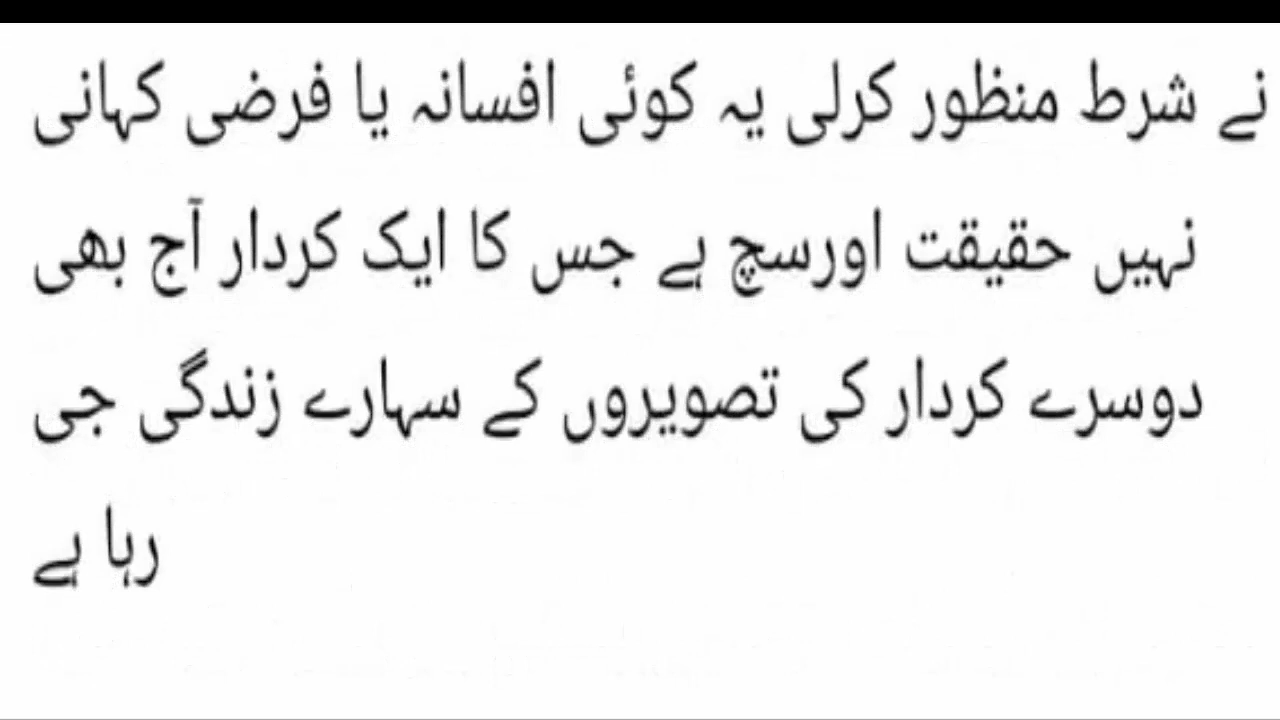 نے شرط منظور کرلی یہ کوئی افسانہ یا فرضی کہانی
نہیں حقیقت اورسچ ہے جس کا ایک کردار آج بھی
دوسرے کردار کی تصویروں کے سہارے زندگی جی
رہا ہے